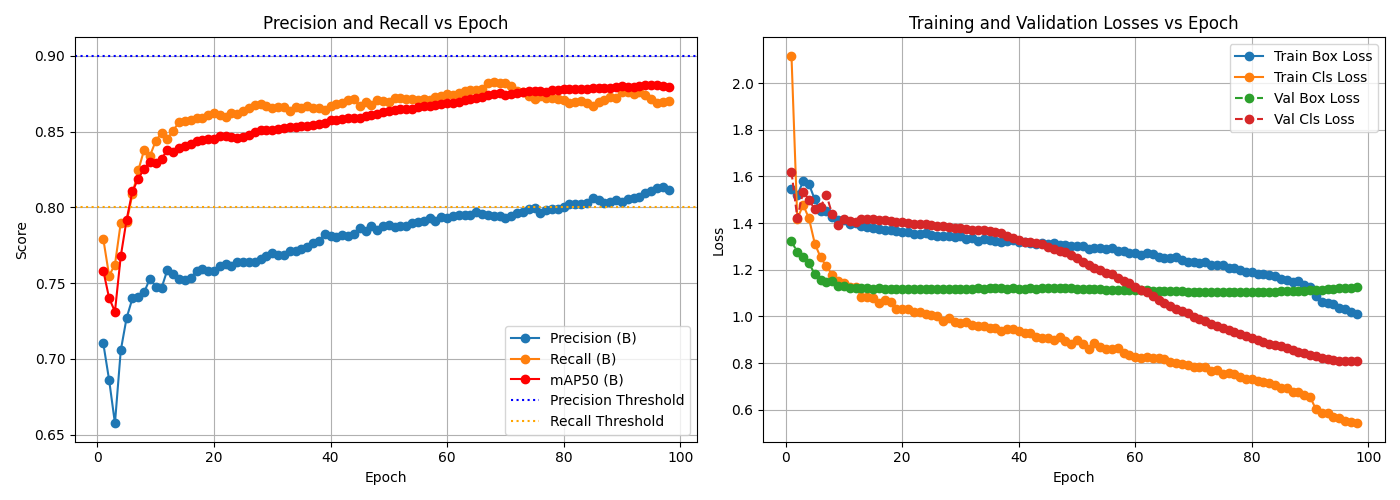 Precision and Recall vs Epoch
0.90
0.85
0.80
0.75
0.70
0.65
Score
0 20 40 60 80 100
Epoch
Precision (B)
Recall (B)
mAP50 (B)
Precision Threshold
Recall Threshold
Training and Validation Losses vs Epoch
2.0
1.8
1.6
1.4
1.2
1.0
0.8
0.6
Loss
0 20 40 60 80 100
Epoch
Train Box Loss
Train Cls Loss
Val Box Loss
Val Cls Loss